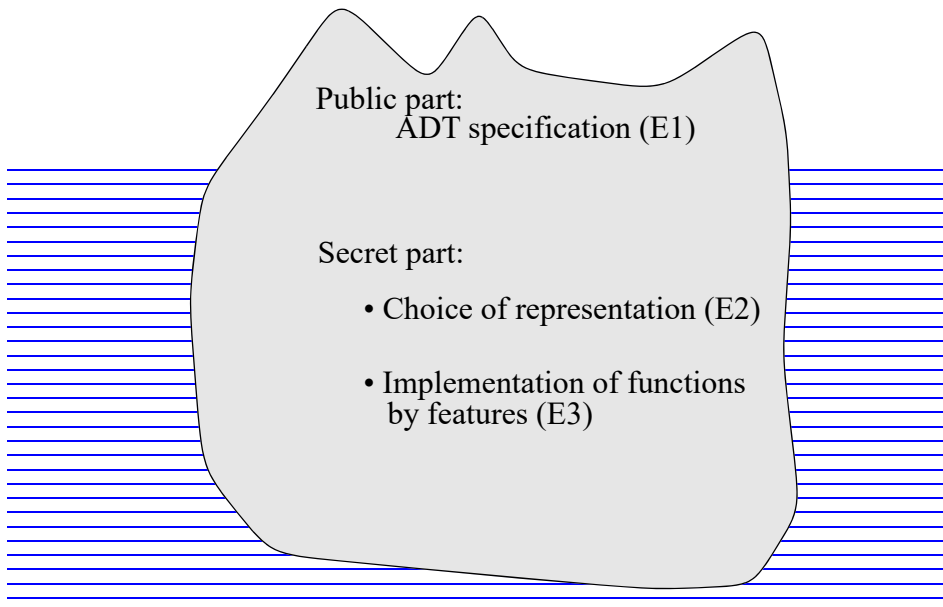 Public part:
ADT specification (E1)
Secret part:
• Choice of representation (E2)
• Implementation of functions
by features (E3)